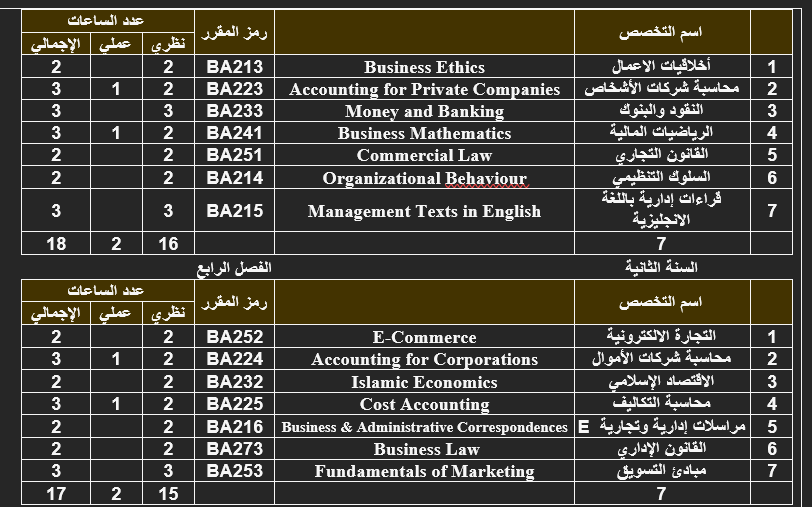 اسم التخصص رمز المقرر عدد الساعات
نظري عملي الإجمالي
1 أخلاقيات الاعمال Business Ethics BA213 2 2
2 محاسبة شركات الأشخاص Accounting for Private Companies BA223 2 1 3
3 النقود والبنوك Money and Banking BA233 3 3
4 الرياضيات المالية Business Mathematics BA241 2 1 3
5 القانون التجاري Commercial Law BA251 2 2
6 السلوك التنظيمي Organizational Behaviour BA214 2 2
7 قراءات إدارية باللغة الانجليزية Management Texts in English BA215 3 3
7 16 2 18
السنة الثانية الفصل الرابع
اسم التخصص رمز المقرر عدد الساعات
نظري عملي الإجمالي
1 التجارة الالكترونية E-Commerce BA252 2 2
2 محاسبة شركات الأموال Accounting for Corporations BA224 2 1 3
3 الاقتصاد الإسلامي Islamic Economics BA232 2 2
4 محاسبة التكاليف Cost Accounting BA225 2 1 3
5 مراسلات إدارية وتجارية E Business & Administrative Correspondences BA216 2 2
6 القانون الإداري Business Law BA273 2 2
7 مبادئ التسويق Fundamentals of Marketing BA253 3 3
7 15 2 17